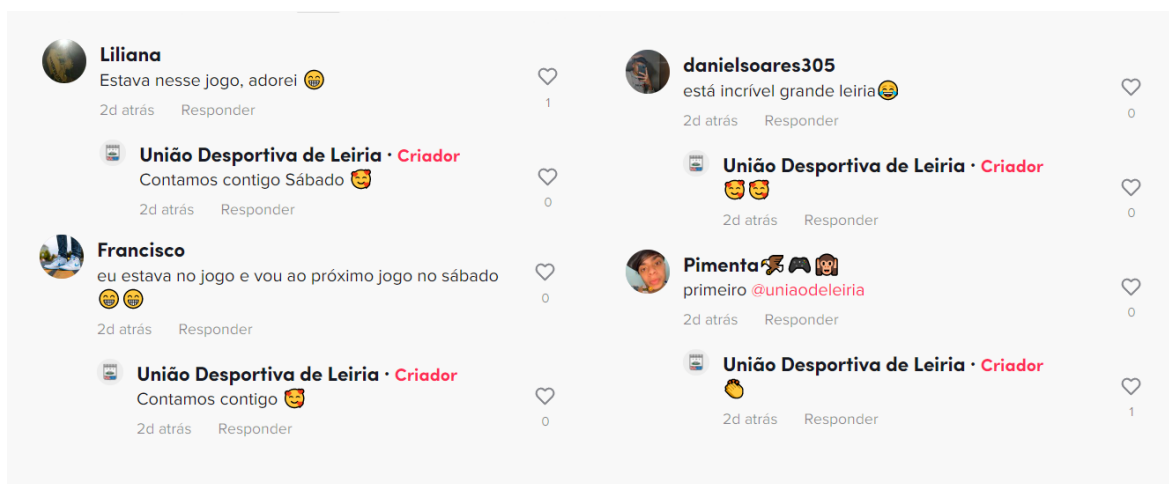 Liliana
Estava nesse jogo, adorei 😁
1
2d atrás Responder
União Desportiva de Leiria · Criador
Contamos contigo Sábado 🥰
0
2d atrás Responder
Francisco
eu estava no jogo e vou ao próximo jogo no sábado
😁😁
0
2d atrás Responder
União Desportiva de Leiria · Criador
Contamos contigo 🥰
0
2d atrás Responder
danielsoares305
está incrível grande leiria😂
0
2d atrás Responder
União Desportiva de Leiria · Criador
🥰🥰
0
2d atrás Responder
Pimenta🦅🎮🙊
primeiro @uniaodeleiria
0
2d atrás Responder
União Desportiva de Leiria · Criador
👏
1
2d atrás Responder